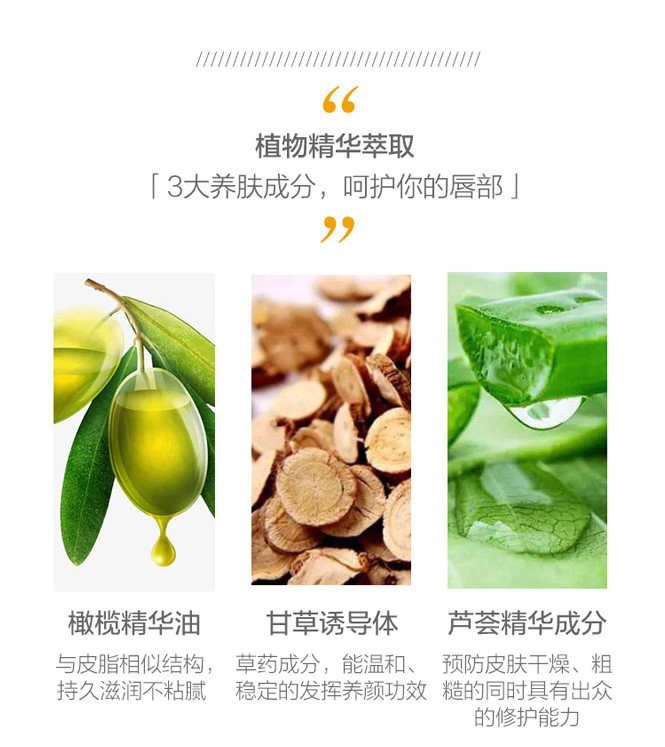 植物精华萃取
「3大养肤成分，呵护你的唇部」
橄榄精华油
与皮脂相似结构，
持久滋润不粘腻
甘草诱导体
草药成分，能温和、
稳定的发挥养颜功效
芦荟精华成分
预防皮肤干燥、粗
糙的同时具有出众
的修护能力